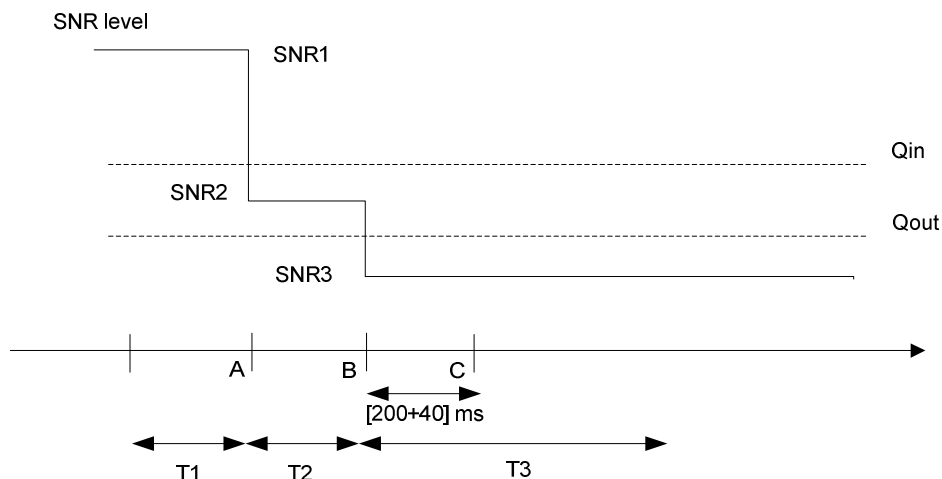 SNR level
SNR1
Qin
SNR2
Qout
SNR3
A B C
[200+40] ms
T1 T2 T3